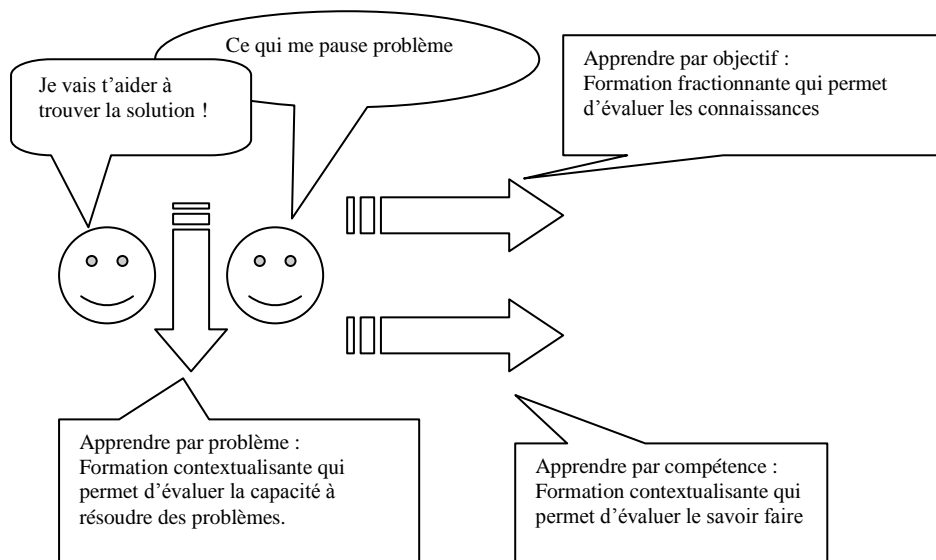 Ce qui me pause problème
Je vais t’aider à
trouver la solution !
Apprendre par objectif :
Formation fractionnante qui permet
d’évaluer les connaissances
Apprendre par problème :
Formation contextualisante qui
permet d’évaluer la capacité à
résoudre des problèmes.
Apprendre par compétence :
Formation contextualisante qui
permet d’évaluer le savoir faire